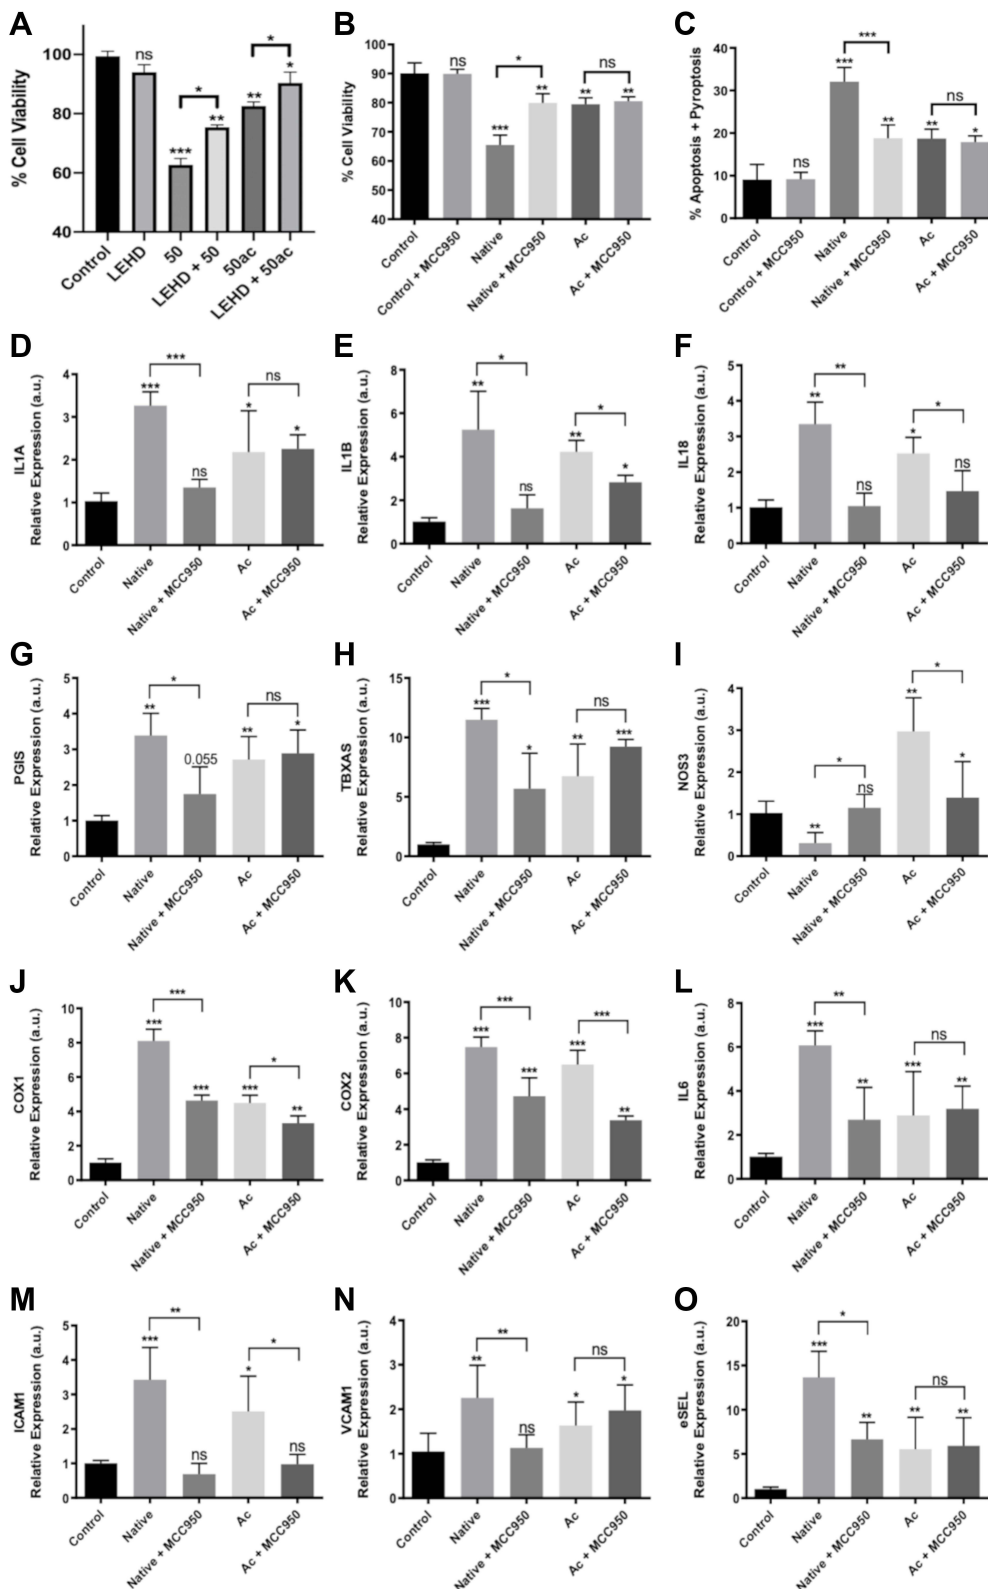 A
% Cell Viability
100
80
60
40
ns
***
*
**
**
*
*
Control
LEHD
50
LEHD + 50
50ac
LEHD + 50ac
B
% Cell Viability
100
90
80
70
60
50
40
ns
***
*
**
**
ns
**
Control
Control + MCC950
Native
Native + MCC950
Ac
Ac + MCC950
C
% Apoptosis + Pyroptosis
40
30
20
10
0
ns
***
***
**
**
ns
*
Control
Control + MCC950
Native
Native + MCC950
Ac
Ac + MCC950
D
IL1A
Relative Expression (a.u.)
4
3
2
1
0
***
***
ns
*
ns
*
Control
Native
Native + MCC950
Ac
Ac + MCC950
E
IL1B
Relative Expression (a.u.)
8
6
4
2
0
**
*
ns
**
*
*
Control
Native
Native + MCC950
Ac
Ac + MCC950
F
IL18
Relative Expression (a.u.)
5
4
3
2
1
0
**
**
ns
*
*
ns
Control
Native
Native + MCC950
Ac
Ac + MCC950
G
PGIS
Relative Expression (a.u.)
5
4
3
2
1
0
**
*
0.055
**
ns
*
Control
Native
Native + MCC950
Ac
Ac + MCC950
H
TBXAS
Relative Expression (a.u.)
15
10
5
0
***
*
*
**
ns
***
Control
Native
Native + MCC950
Ac
Ac + MCC950
I
NOS3
Relative Expression (a.u.)
4
3
2
1
0
**
*
ns
**
*
*
Control
Native
Native + MCC950
Ac
Ac + MCC950
J
COX1
Relative Expression (a.u.)
10
8
6
4
2
0
***
***
***
***
*
**
Control
Native
Native + MCC950
Ac
Ac + MCC950
K
COX2
Relative Expression (a.u.)
10
8
6
4
2
0
***
***
***
***
***
**
Control
Native
Native + MCC950
Ac
Ac + MCC950
L
IL6
Relative Expression (a.u.)
8
6
4
2
0
***
**
**
***
ns
**
Control
Native
Native + MCC950
Ac
Ac + MCC950
M
ICAM1
Relative Expression (a.u.)
5
4
3
2
1
0
***
**
ns
*
*
ns
Control
Native
Native + MCC950
Ac
Ac + MCC950
N
VCAM1
Relative Expression (a.u.)
4
3
2
1
0
**
**
ns
*
ns
*
Control
Native
Native + MCC950
Ac
Ac + MCC950
O
eSEL
Relative Expression (a.u.)
20
15
10
5
0
***
*
**
**
ns
**
Control
Native
Native + MCC950
Ac
Ac + MCC950